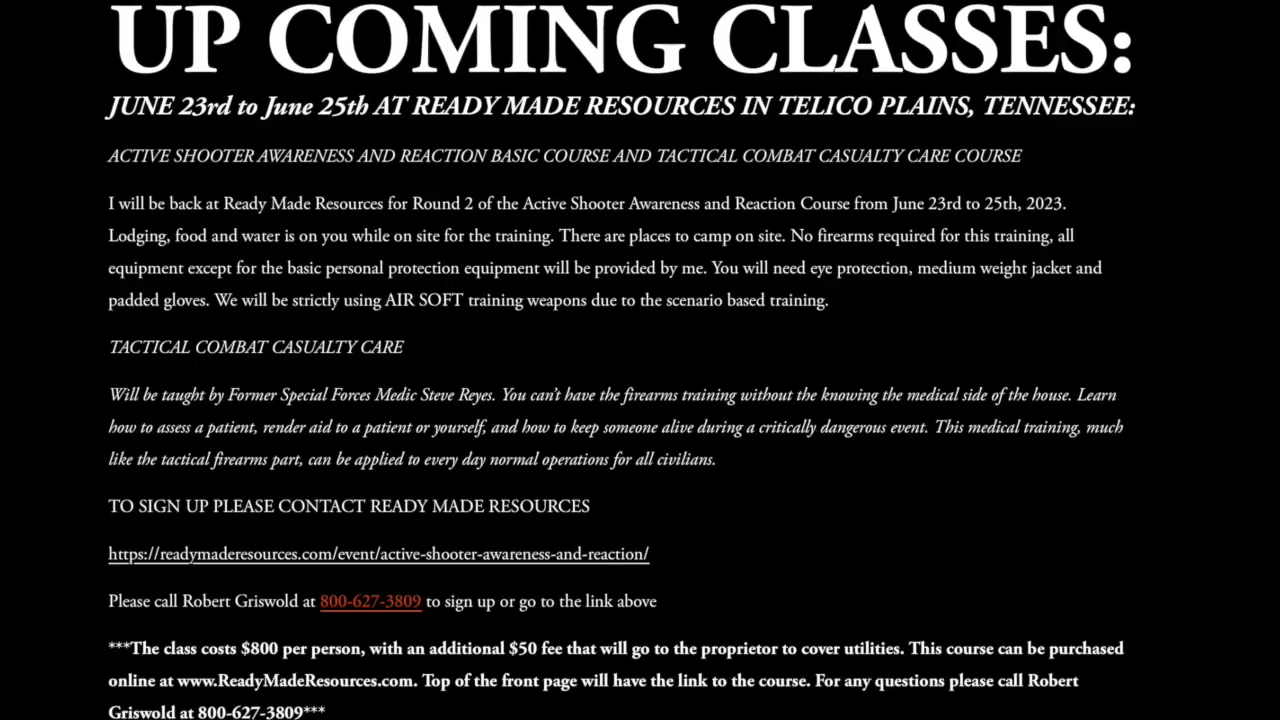 UP COMING CLASSES:
JUNE 23rd to June 25th AT READY MADE RESOURCES IN TELICO PLAINS, TENNESSEE:
ACTIVE SHOOTER AWARENESS AND REACTION BASIC COURSE AND TACTICAL COMBAT CASUALTY CARE COURSE
I will be back at Ready Made Resources for Round 2 of the Active Shooter Awareness and Reaction Course from June 23rd to 25th, 2023.
Lodging, food and water is on you while on site for the training. There are places to camp on site. No firearms required for this training, all
equipment except for the basic personal protection equipment will be provided by me. You will need eye protection, medium weight jacket and
padded gloves. We will be strictly using AIR SOFT training weapons due to the scenario based training.
TACTICAL COMBAT CASUALTY CARE
Will be taught by Former Special Forces Medic Steve Reyes. You can't have the firearms training without the knowing the medical side of the house. Learn
how to assess a patient, render aid to a patient or yourself, and how to keep someone alive during a critically dangerous event. This medical training, much
like the tactical firearms part, can be applied to every day normal operations for all civilians.
TO SIGN UP PLEASE CONTACT READY MADE RESOURCES
https://readymaderesources.com/event/active-shooter-awareness-and-reaction/
Please call Robert Griswold at 800-627-3809 to sign up or go to the link above
***The class costs $800 per person, with an additional $50 fee that will go to the proprietor to cover utilities. This course can be purchased
online at www.ReadyMadeResources.com. Top of the front page will have the link to the course. For any questions please call Robert
Griswold at 800-627-3809***